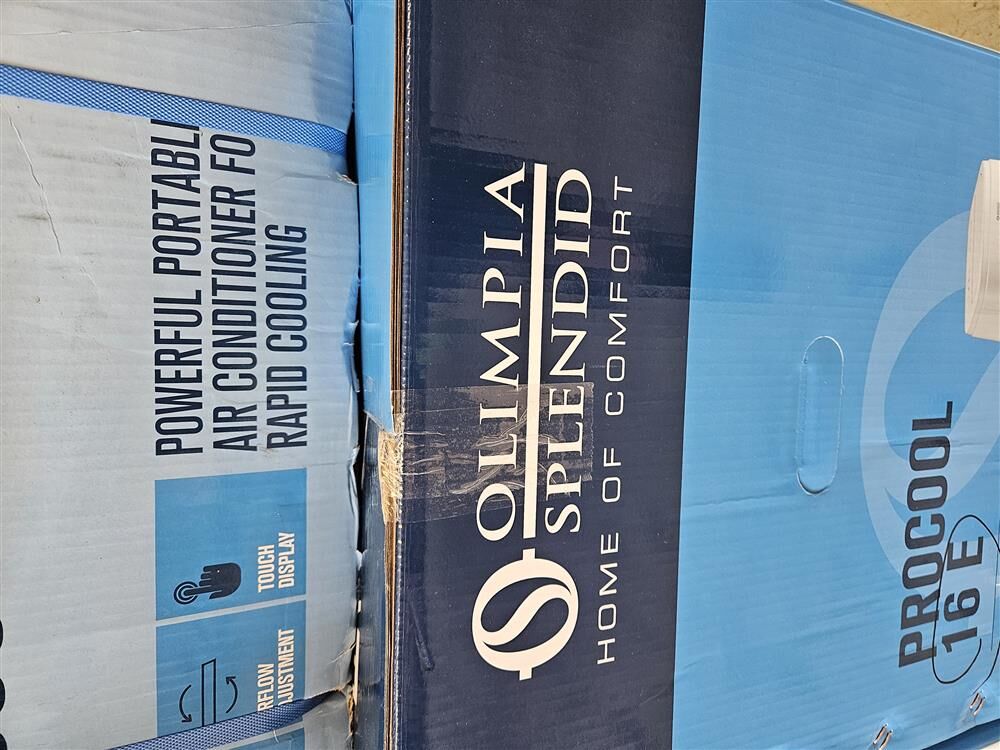 POWERFUL PORTABL
AIR CONDITIONER FO
RAPID COOLING
TOUCH
DISPLAY
RFLOW
JUSTMENT
OLIMPIA
SPLENDID
HOME OF COMFORT
PROCOOL
16 E